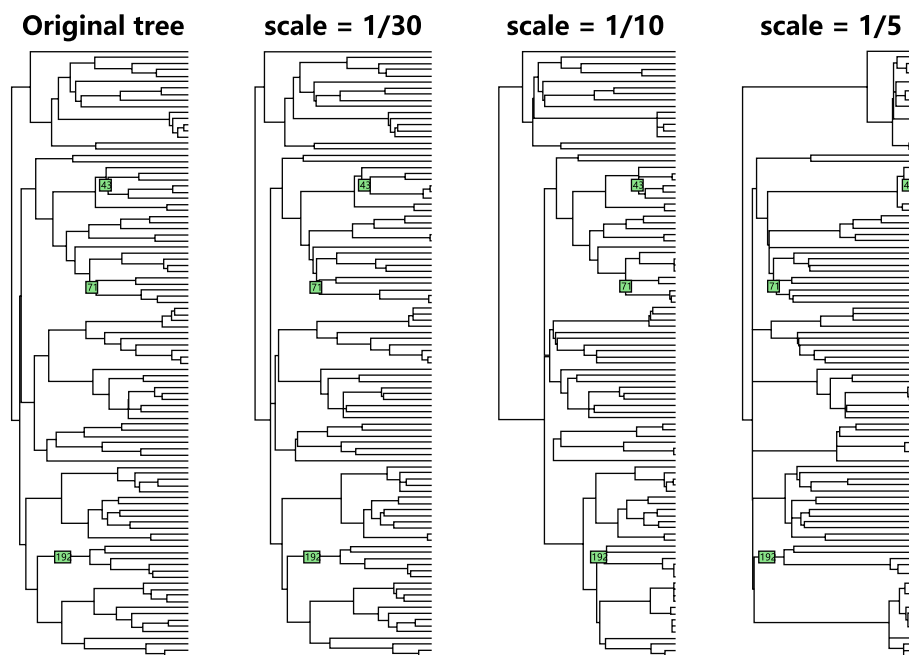 Original tree scale = 1/30 scale = 1/10 scale = 1/5
43 43 43 4
71 71 71 71
192 192 192 192